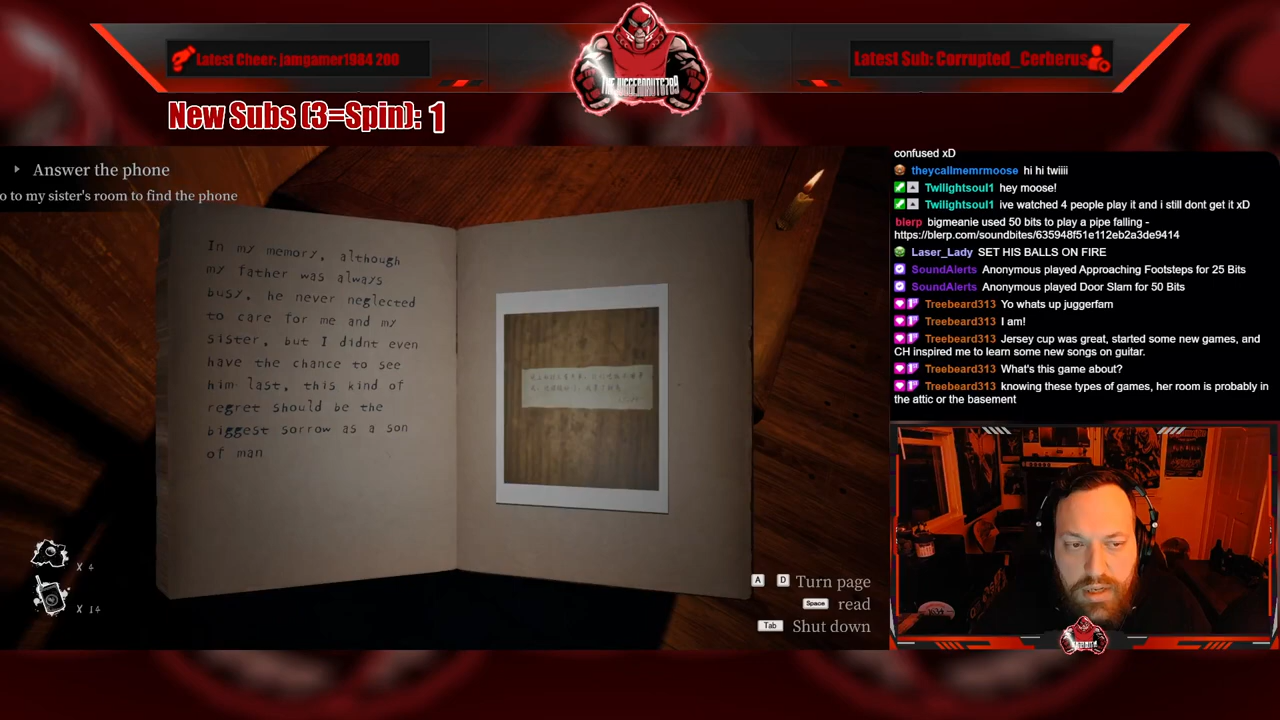 Latest Cheer: jamgamer1984 200
THEJUGGERNAUT6789
Latest Sub: Corrupted_Cerberus
New Subs (3=Spin): 1
Answer the phone
o to my sister's room to find the phone
In my memory, although
my father was always
busy, he never neglected
to care for me and my
sister, but I didnt even
have the chance to see
him last, this kind of
regret should be the
biggest sorrow as a son
of man
X 4
X 14
A D Turn page
Space read
Tab Shut down
confused xD
theycallmemrmoose hi hi twiiii
Twilightsoul1 hey moose!
Twilightsoul1 ive watched 4 people play it and i still dont get it xD
blerp bigmeanie used 50 bits to play a pipe falling -
https://blerp.com/soundbites/635948f51e112eb2a3de9414
Laser_Lady SET HIS BALLS ON FIRE
SoundAlerts Anonymous played Approaching Footsteps for 25 Bits
SoundAlerts Anonymous played Door Slam for 50 Bits
Treebeard313 Yo whats up juggerfam
Treebeard313 I am!
Treebeard313 Jersey cup was great, started some new games, and
CH inspired me to learn some new songs on guitar.
Treebeard313 What's this game about?
Treebeard313 knowing these types of games, her room is probably in
the attic or the basement